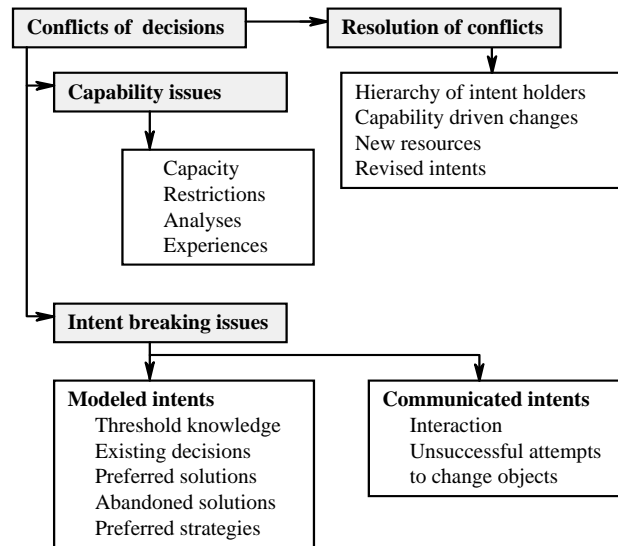 Conflicts of decisions
Resolution of conflicts
Hierarchy of intent holders
Capability driven changes
New resources
Revised intents
Capability issues
Capacity
Restrictions
Analyses
Experiences
Intent breaking issues
Modeled intents
Threshold knowledge
Existing decisions
Preferred solutions
Abandoned solutions
Preferred strategies
Communicated intents
Interaction
Unsuccessful attempts
to change objects